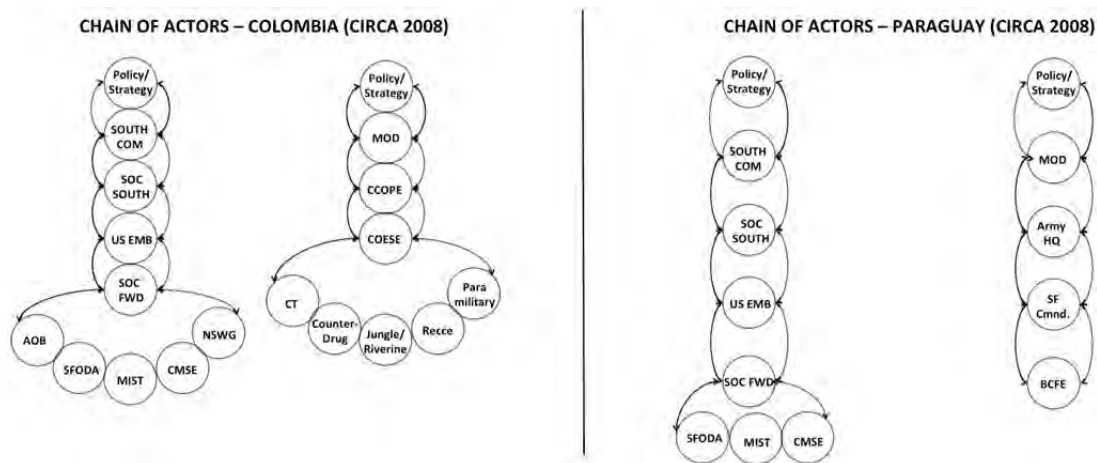 CHAIN OF ACTORS – COLOMBIA (CIRCA 2008)
Policy/
Strategy
SOUTH
COM
SOC
SOUTH
US EMB
SOC
FWD
AOB
SFODA
MIST
CMSE
NSWG
Policy/
Strategy
MOD
CCOPE
COESE
CT
Counter-
Drug
Jungle/
Riverine
Recce
Para
military
CHAIN OF ACTORS – PARAGUAY (CIRCA 2008)
Policy/
Strategy
SOUTH
COM
SOC
SOUTH
US EMB
SOC FWD
SFODA
MIST
CMSE
Policy/
Strategy
MOD
Army
HQ
SF
Cmnd.
BCFE